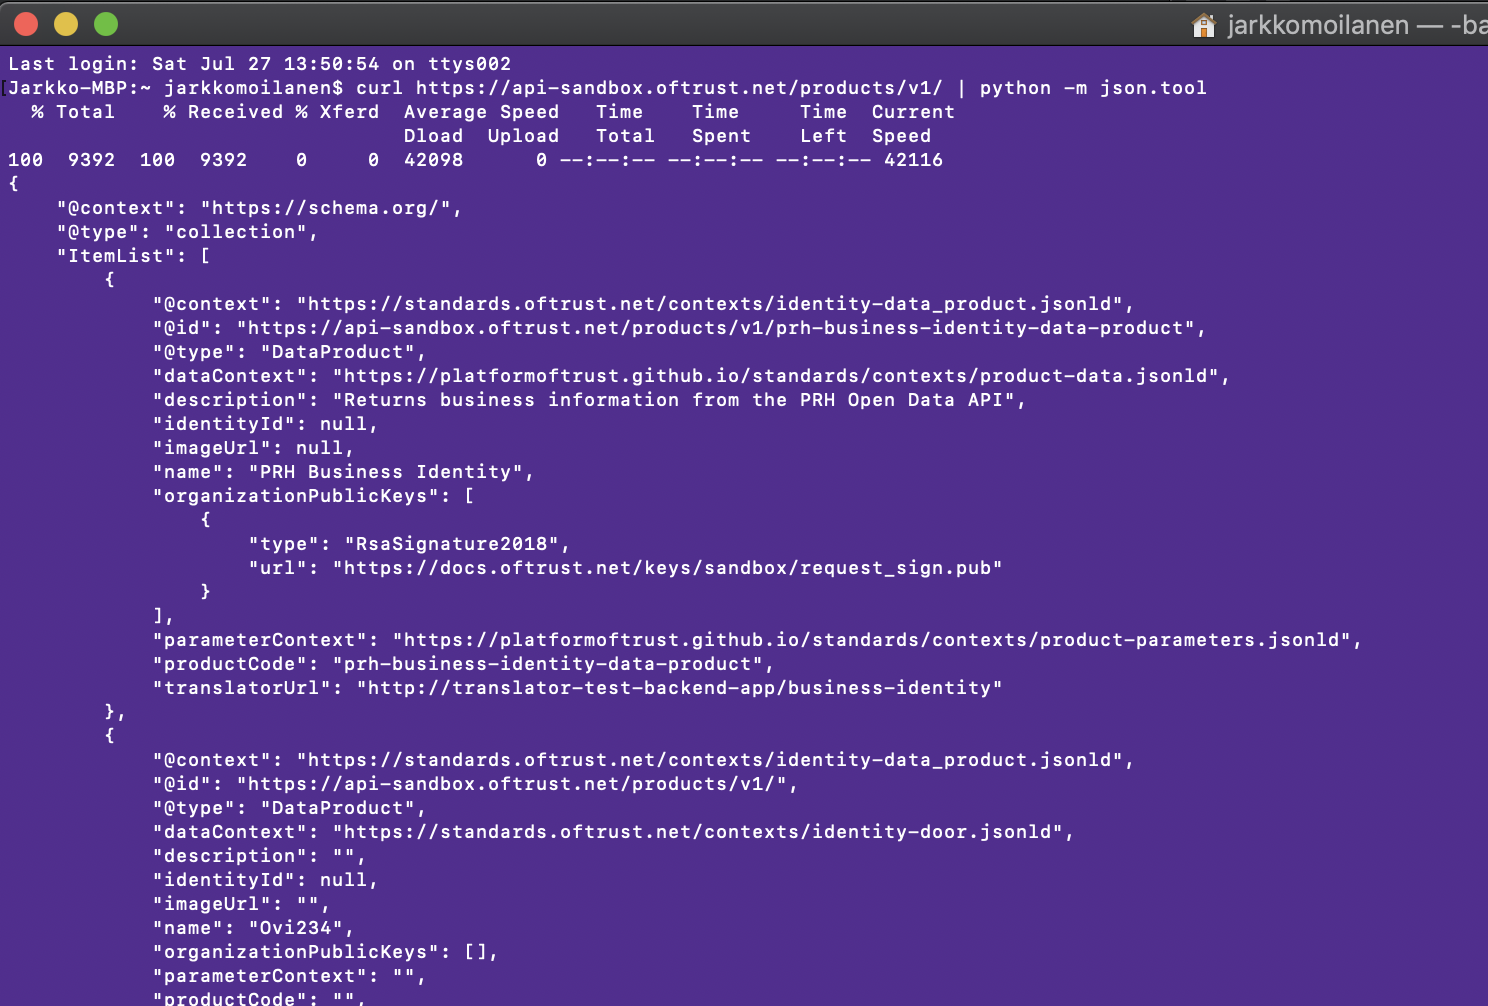 jarkkomoilanen — -ba
Last login: Sat Jul 27 13:50:54 on ttys002
[Jarkko-MBP:~ jarkkomoilanen$ curl https://api-sandbox.oftrust.net/products/v1/ | python -m json.tool
  % Total    % Received % Xferd  Average Speed   Time    Time     Time  Current
                                 Dload  Upload   Total   Spent    Left  Speed
100  9392  100  9392    0     0  42098      0 --:--:-- --:--:-- --:--:-- 42116
{
    "@context": "https://schema.org/",
    "@type": "collection",
    "ItemList": [
        {
            "@context": "https://standards.oftrust.net/contexts/identity-data_product.jsonld",
            "@id": "https://api-sandbox.oftrust.net/products/v1/prh-business-identity-data-product",
            "@type": "DataProduct",
            "dataContext": "https://platformoftrust.github.io/standards/contexts/product-data.jsonld",
            "description": "Returns business information from the PRH Open Data API",
            "identityId": null,
            "imageUrl": null,
            "name": "PRH Business Identity",
            "organizationPublicKeys": [
                {
                    "type": "RsaSignature2018",
                    "url": "https://docs.oftrust.net/keys/sandbox/request_sign.pub"
                }
            ],
            "parameterContext": "https://platformoftrust.github.io/standards/contexts/product-parameters.jsonld",
            "productCode": "prh-business-identity-data-product",
            "translatorUrl": "http://translator-test-backend-app/business-identity"
        },
        {
            "@context": "https://standards.oftrust.net/contexts/identity-data_product.jsonld",
            "@id": "https://api-sandbox.oftrust.net/products/v1/",
            "@type": "DataProduct",
            "dataContext": "https://standards.oftrust.net/contexts/identity-door.jsonld",
            "description": "",
            "identityId": null,
            "imageUrl": "",
            "name": "Ovi234",
            "organizationPublicKeys": [],
            "parameterContext": "",
            "productCode": "",